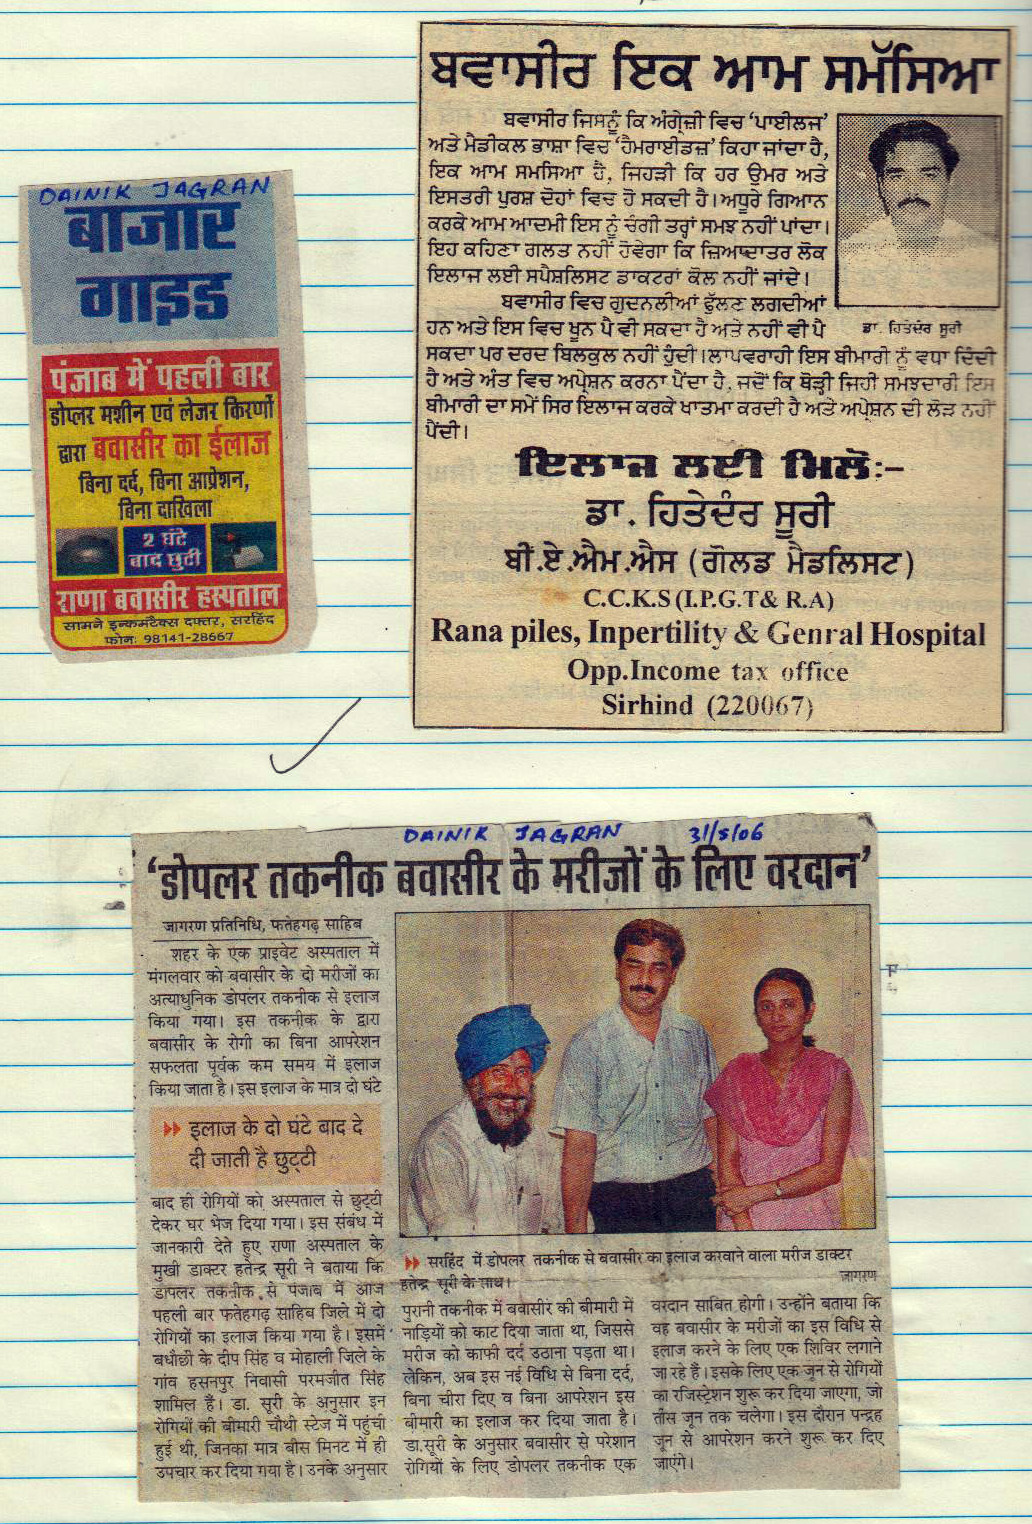 DAINIK JAGRAN
बाजार
गाइड
पंजाब में पहली बार
डोप्लर मशीन एवं लेजर किरणों
द्वारा बवासीर का ईलाज
बिना दर्द, बिना आप्रेशन,
बिना दाखिला
2 घंटे
बाद छुटी
राणा बवासीर हस्पताल
सामने इन्कमटैक्स दफ्तर, सरहिंद
फोन: 98141-28667
ਬਵਾਸੀਰ ਇਕ ਆਮ ਸਮੱਸਿਆ
ਬਵਾਸੀਰ ਜਿਸਨੂੰ ਕਿ ਅੰਗ੍ਰੇਜ਼ੀ ਵਿਚ ‘ਪਾਈਲਜ’
ਅਤੇ ਮੈਡੀਕਲ ਭਾਸ਼ਾ ਵਿਚ ‘ਹੈਮਰਾਈਡਜ਼’ ਕਿਹਾ ਜਾਂਦਾ ਹੈ,
ਇਕ ਆਮ ਸਮਸਿਆ ਹੈ, ਜਿਹੜੀ ਕਿ ਹਰ ਉਮਰ ਅਤੇ
ਇਸਤਰੀ ਪੁਰਸ਼ ਦੋਹਾਂ ਵਿਚ ਹੋ ਸਕਦੀ ਹੈ। ਅਧੂਰੇ ਗਿਆਨ
ਕਰਕੇ ਆਮ ਆਦਮੀ ਇਸ ਨੂੰ ਚੰਗੀ ਤਰ੍ਹਾਂ ਸਮਝ ਨਹੀਂ ਪਾਂਦਾ।
ਇਹ ਕਹਿਣਾ ਗਲਤ ਨਹੀਂ ਹੋਵੇਗਾ ਕਿ ਜ਼ਿਆਦਾਤਰ ਲੋਕ
ਇਲਾਜ ਲਈ ਸਪੈਸ਼ਲਿਸਟ ਡਾਕਟਰਾਂ ਕੋਲ ਨਹੀਂ ਜਾਂਦੇ।
ਬਵਾਸੀਰ ਵਿਚ ਗੁਦਨਲੀਆਂ ਫੁੱਲਣ ਲਗਦੀਆਂ
ਹਨ ਅਤੇ ਇਸ ਵਿਚ ਖੂਨ ਪੈ ਵੀ ਸਕਦਾ ਹੈ ਅਤੇ ਨਹੀਂ ਵੀ ਪੈ
ਸਕਦਾ ਪਰ ਦਰਦ ਬਿਲਕੁਲ ਨਹੀਂ ਹੁੰਦੀ। ਲਾਪਵਰਾਹੀ ਇਸ ਬੀਮਾਰੀ ਨੂੰ ਵਧਾ ਦਿੰਦੀ
ਹੈ ਅਤੇ ਅੰਤ ਵਿਚ ਅਪ੍ਰੇਸ਼ਨ ਕਰਨਾ ਪੈਂਦਾ ਹੈ, ਜਦੋਂ ਕਿ ਥੋੜ੍ਹੀ ਜਿਹੀ ਸਮਝਦਾਰੀ ਇਸ
ਬੀਮਾਰੀ ਦਾ ਸਮੇਂ ਸਿਰ ਇਲਾਜ ਕਰਕੇ ਖਾਤਮਾ ਕਰਦੀ ਹੈ ਅਤੇ ਅਪ੍ਰੇਸ਼ਨ ਦੀ ਲੋੜ ਨਹੀਂ
ਪੈਂਦੀ।
ਡਾ. ਹਿਤੇਦੰਰ ਸੂਰੀ
ਇਲਾਜ ਲਈ ਮਿਲੋ:–
ਡਾ. ਹਿਤੇਦੰਰ ਸੂਰੀ
ਬੀ.ਏ.ਐਮ.ਐਸ (ਗੌਲਡ ਮੈਡਲਿਸਟ)
C.C.K.S (I.P.G.T& R.A)
Rana piles, Inpertility & Genral Hospital
Opp.Income tax office
Sirhind (220067)
DAINIK JAGRAN 31/5/06
‘डोपलर तकनीक बवासीर के मरीजों के लिए वरदान’
जागरण प्रतिनिधि, फतेहगढ़ साहिब
शहर के एक प्राइवेट अस्पताल में
मंगलवार को बवासीर के दो मरीजों का
अत्याधुनिक डोपलर तकनीक से इलाज
किया गया। इस तकनीक के द्वारा
बवासीर के रोगी का बिना आपरेशन
सफलता पूर्वक कम समय में इलाज
किया जाता है। इस इलाज के मात्र दो घंटे
इलाज के दो घंटे बाद दे
दी जाती है छुट्टी
बाद ही रोगियों को अस्पताल से छुट्टी
देकर घर भेज दिया गया। इस संबंध में
जानकारी देते हुए राणा अस्पताल के
मुखी डाक्टर हतेन्द्र सूरी ने बताया कि
डोपलर तकनीक से पंजाब में आज
पहली बार फतेहगढ़ साहिब जिले में दो
रोगियों का इलाज किया गया है। इसमें
बधौछी के दीप सिंह व मोहाली जिले के
गांव हसनपुर निवासी परमजीत सिंह
शामिल हैं। डा. सूरी के अनुसार इन
रोगियों की बीमारी चौथी स्टेज में पहुंची
हुई थी, जिनका मात्र बीस मिनट में ही
उपचार कर दिया गया है। उनके अनुसार
सरहिंद में डोपलर तकनीक से बवासीर का इलाज करवाने वाला मरीज डाक्टर
हतेन्द्र सूरी के साथ।
जागरण
पुरानी तकनीक में बवासीर की बीमारी में
नाड़ियों को काट दिया जाता था, जिससे
मरीज को काफी दर्द उठाना पड़ता था।
लेकिन, अब इस नई विधि से बिना दर्द,
बिना चीरा दिए व बिना आपरेशन इस
बीमारी का इलाज कर दिया जाता है।
डा.सूरी के अनुसार बवासीर से परेशान
रोगियों के लिए डोपलर तकनीक एक
वरदान साबित होगी। उन्होंने बताया कि
वह बवासीर के मरीजों का इस विधि से
इलाज करने के लिए एक शिविर लगाने
जा रहे हैं। इसके लिए एक जून से रोगियों
का रजिस्ट्रेशन शुरू कर दिया जाएगा, जो
तीस जून तक चलेगा। इस दौरान पन्द्रह
जून से आपरेशन करने शुरू कर दिए
जाएंगे।